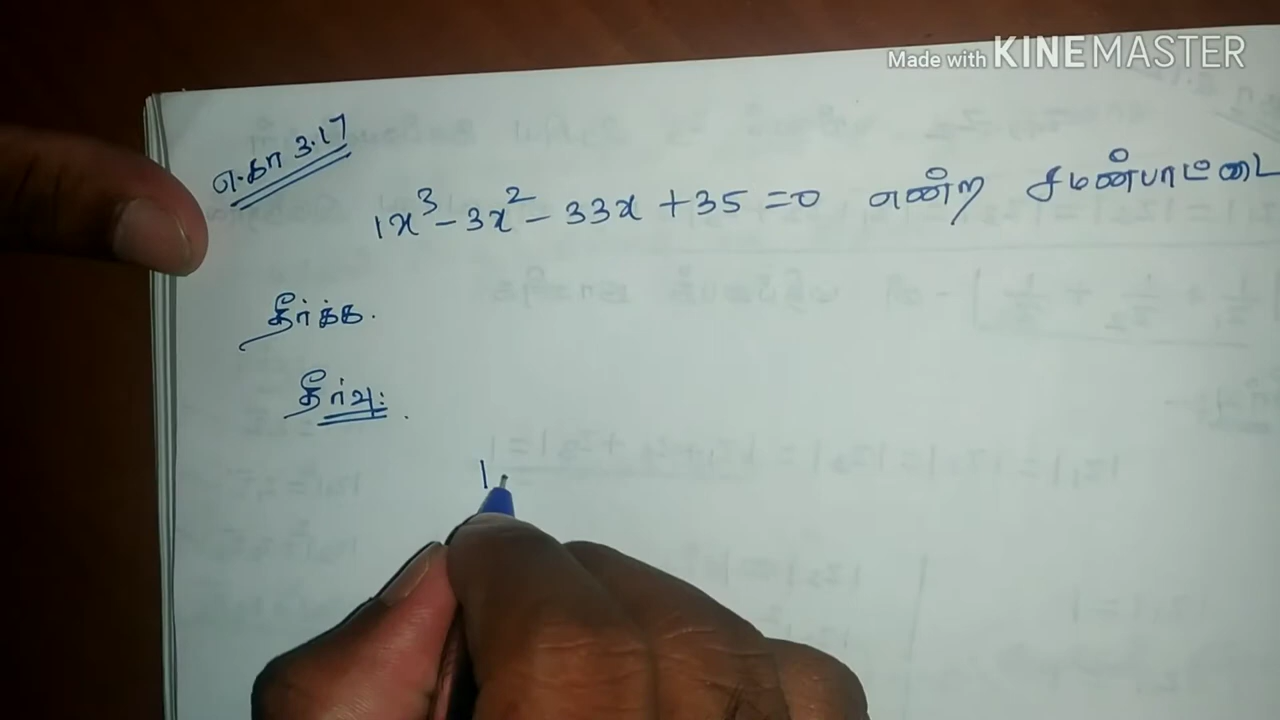 Made with KINEMASTER
எ.கா 3.17
1x³ - 3x² - 33x + 35 = 0 என்ற சமன்பாட்டை
தீர்க்க.
தீர்வு:
1